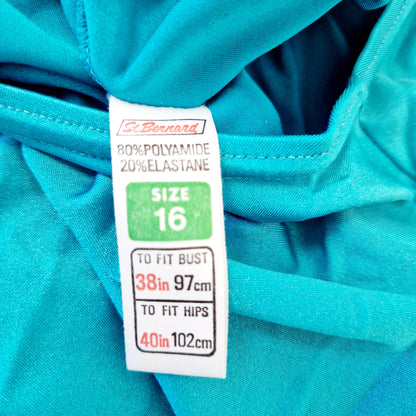 St Bernard
80%POLYAMIDE
20%ELASTANE
SIZE
16
TO FIT BUST
38in 97cm
TO FIT HIPS
40in 102cm